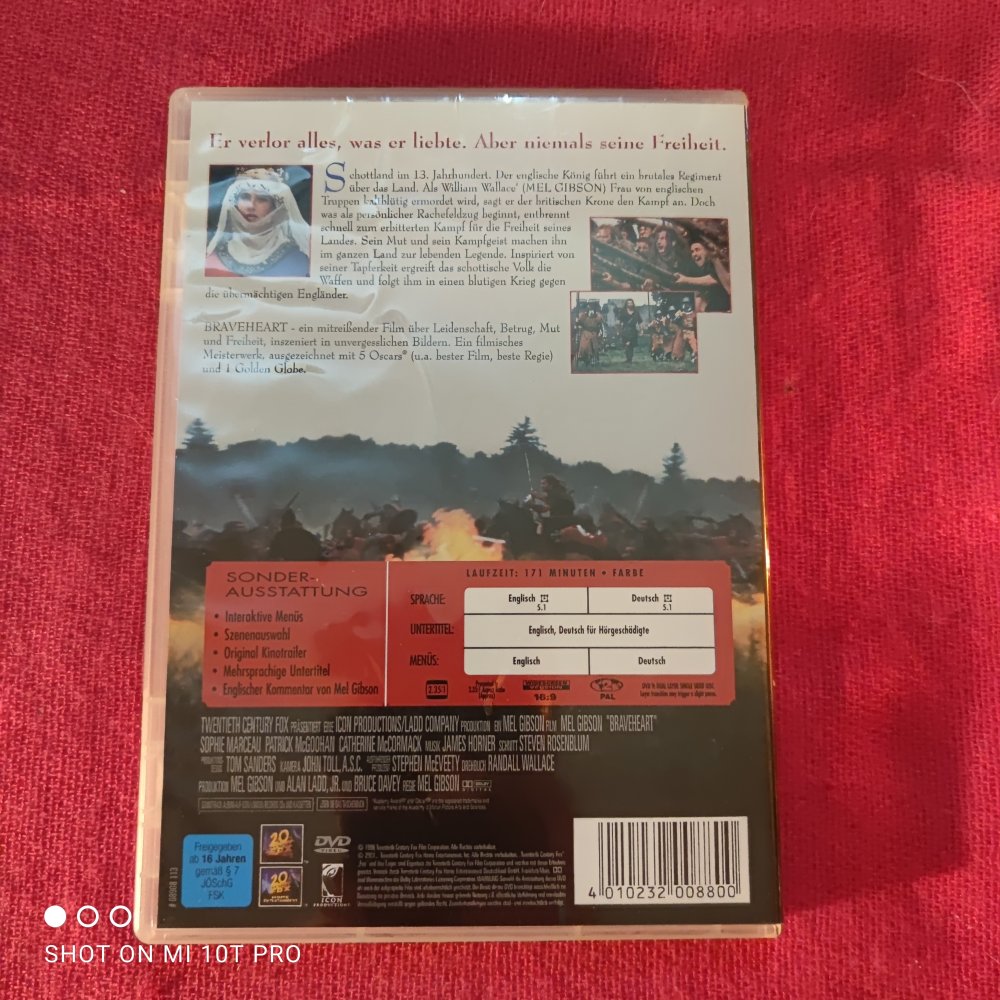 Er verlor alles, was er liebte. Aber niemals seine Freiheit.
Schottland im 13. Jahrhundert. Der englische König führt ein brutales Regiment
über das Land. Als William Wallace' (MEL GIBSON) Frau von englischen
Truppen kaltblütig ermordet wird, sagt er der britischen Krone den Kampf an. Doch
was als persönlicher Rachefeldzug beginnt, entbrennt
schnell zum erbitterten Kampf für die Freiheit seines
Landes. Sein Mut und sein Kampfgeist machen ihn
im ganzen Land zur lebenden Legende. Inspiriert von
seiner Tapferkeit ergreift das schottische Volk die
Waffen und folgt ihm in einen blutigen Krieg gegen
die übermächtigen Engländer.
BRAVEHEART - ein mitreißender Film über Leidenschaft, Betrug, Mut
und Freiheit, inszeniert in unvergesslichen Bildern. Ein filmisches
Meisterwerk, ausgezeichnet mit 5 Oscars® (u.a. bester Film, beste Regie)
und 1 Golden Globe.
SONDER-
AUSSTATTUNG
• Interaktive Menüs
• Szenenauswahl
• Original Kinotrailer
• Mehrsprachige Untertitel
• Englischer Kommentar von Mel Gibson
LAUFZEIT: 171 MINUTEN • FARBE
SPRACHE: Englisch 5.1 Deutsch 5.1
UNTERTITEL: Englisch, Deutsch für Hörgeschädigte
MENÜS: Englisch Deutsch
2.35:1
WIDESCREEN
16:9
PAL
TWENTIETH CENTURY FOX PRÄSENTIERT EINE ICON PRODUCTIONS/LADD COMPANY PRODUKTION EIN MEL GIBSON FILM MEL GIBSON "BRAVEHEART"
SOPHIE MARCEAU PATRICK McGOOHAN CATHERINE McCORMACK MUSIK JAMES HORNER SCHNITT STEVEN ROSENBLUM
TOM SANDERS KAMERA JOHN TOLL, A.S.C. STEPHEN McEVEETY DREHBUCH RANDALL WALLACE
PRODUKTION MEL GIBSON UND ALAN LADD, JR. UND BRUCE DAVEY REGIE MEL GIBSON
Freigegeben
ab 16 Jahren
gemäß § 7
JÖSchG
FSK
# 08008 113
20
FOX
DVD
VIDEO
ICON
PRODUCTIONS
4 010232 008800
SHOT ON MI 10T PRO